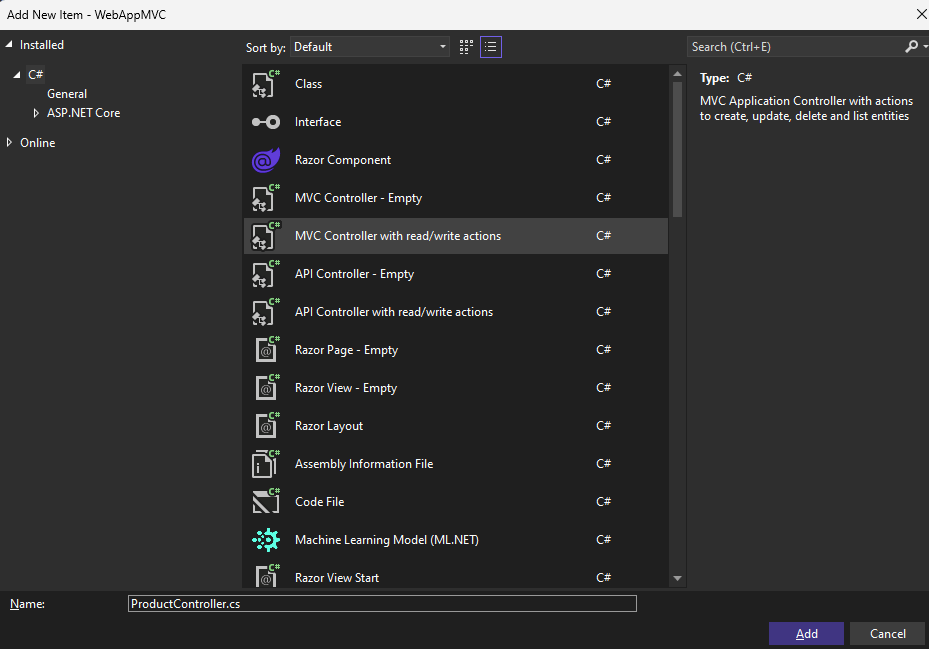 Add New Item - WebAppMVC
Installed
C#
General
ASP.NET Core
Online
Sort by: Default
Search (Ctrl+E)
Class C#
Interface C#
Razor Component C#
MVC Controller - Empty C#
MVC Controller with read/write actions C#
API Controller - Empty C#
API Controller with read/write actions C#
Razor Page - Empty C#
Razor View - Empty C#
Razor Layout C#
Assembly Information File C#
Code File C#
Machine Learning Model (ML.NET) C#
Razor View Start C#
Type: C#
MVC Application Controller with actions
to create, update, delete and list entities
Name: ProductController.cs
Add Cancel